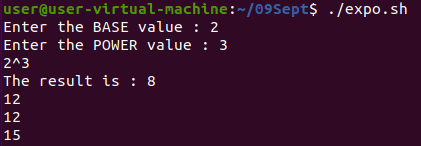 user@user-virtual-machine:~/09Sept$ ./expo.sh
Enter the BASE value : 2
Enter the POWER value : 3
2^3
The result is : 8
12
12
15